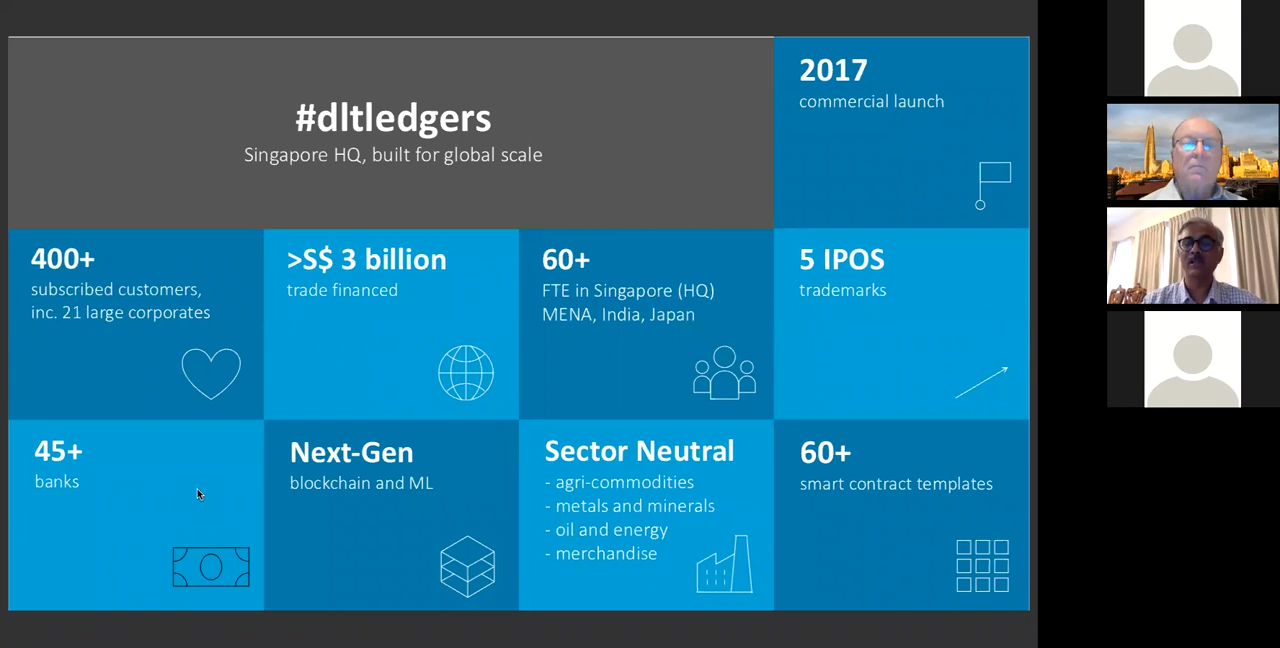 #dltledgers
Singapore HQ, built for global scale
2017
commercial launch
400+
subscribed customers,
inc. 21 large corporates
>S$ 3 billion
trade financed
60+
FTE in Singapore (HQ)
MENA, India, Japan
5 IPOS
trademarks
45+
banks
Next-Gen
blockchain and ML
Sector Neutral
- agri-commodities
- metals and minerals
- oil and energy
- merchandise
60+
smart contract templates